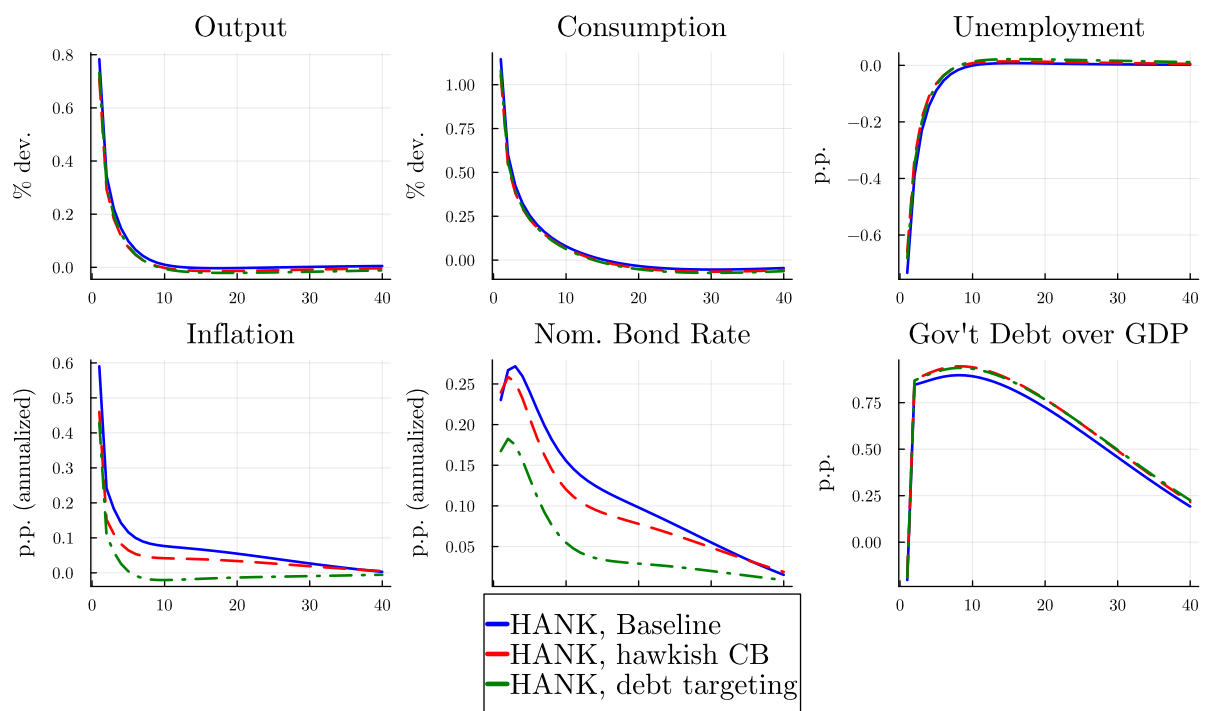 Output
Consumption
Unemployment
% dev.
0.8
0.6
0.4
0.2
0.0
0 10 20 30 40
% dev.
1.00
0.75
0.50
0.25
0.00
0 10 20 30 40
p.p.
0.0
−0.2
−0.4
−0.6
0 10 20 30 40
Inflation
Nom. Bond Rate
Gov't Debt over GDP
p.p. (annualized)
0.6
0.5
0.4
0.3
0.2
0.1
0.0
0 10 20 30 40
p.p. (annualized)
0.25
0.20
0.15
0.10
0.05
p.p.
0.75
0.50
0.25
0.00
0 10 20 30 40
HANK, Baseline
HANK, hawkish CB
HANK, debt targeting